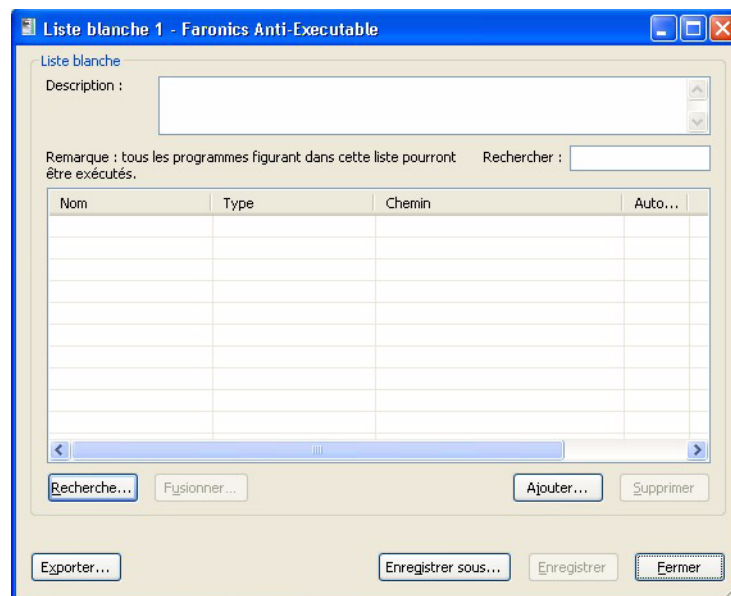 Liste blanche 1 - Faronics Anti-Executable
Liste blanche
Description :
Remarque : tous les programmes figurant dans cette liste pourront
être exécutés.
Rechercher :
Nom Type Chemin Auto...
Recherche... Fusionner... Ajouter... Supprimer
Exporter... Enregistrer sous... Enregistrer Fermer